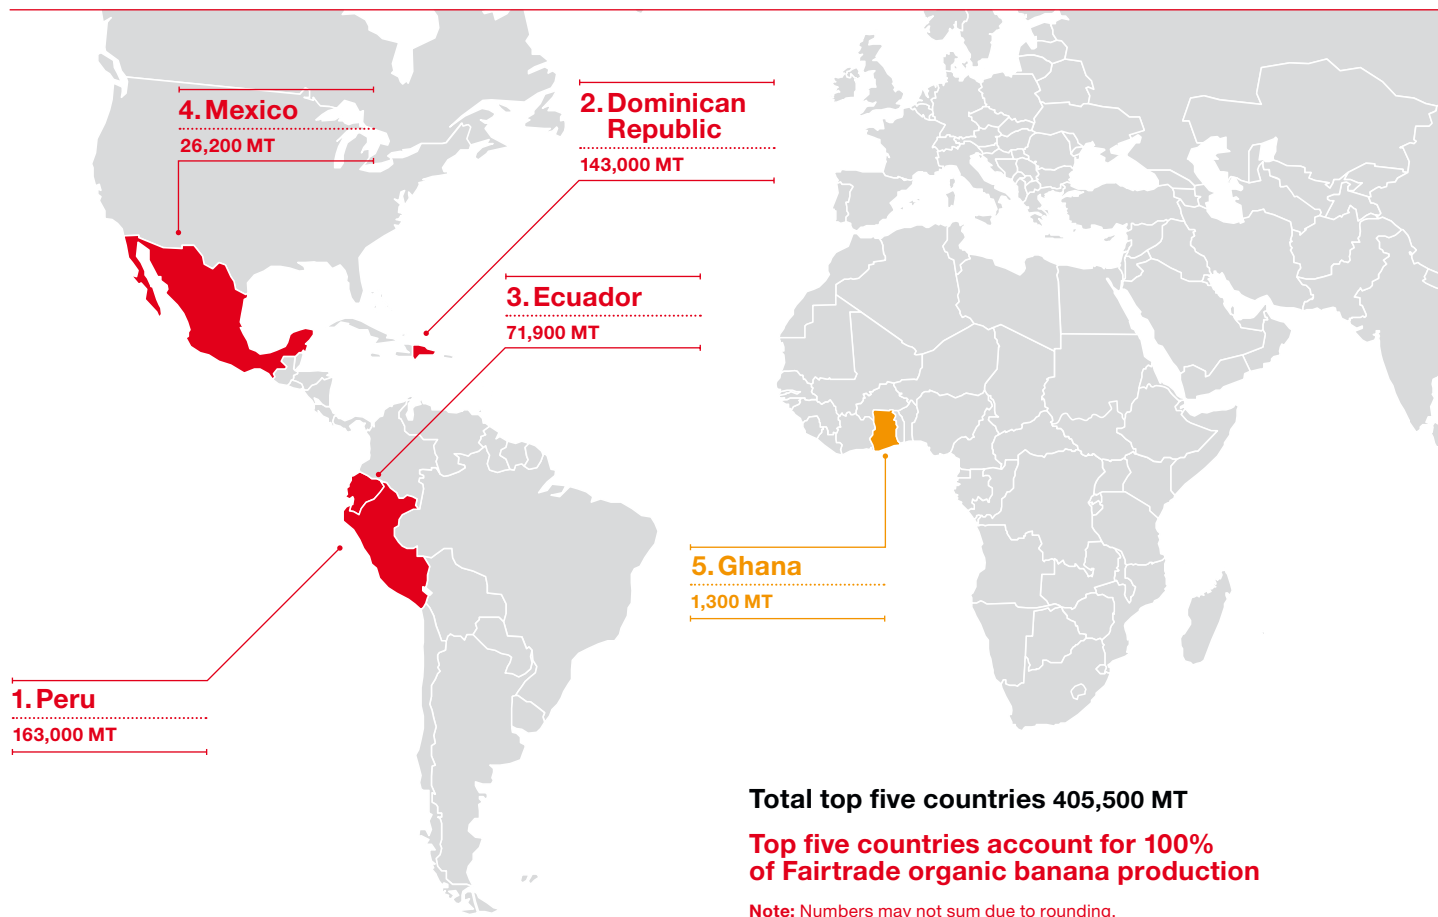 4. Mexico
26,200 MT
2. Dominican
Republic
143,000 MT
3. Ecuador
71,900 MT
5. Ghana
1,300 MT
1. Peru
163,000 MT
Total top five countries 405,500 MT
Top five countries account for 100%
of Fairtrade organic banana production
Note: Numbers may not sum due to rounding.